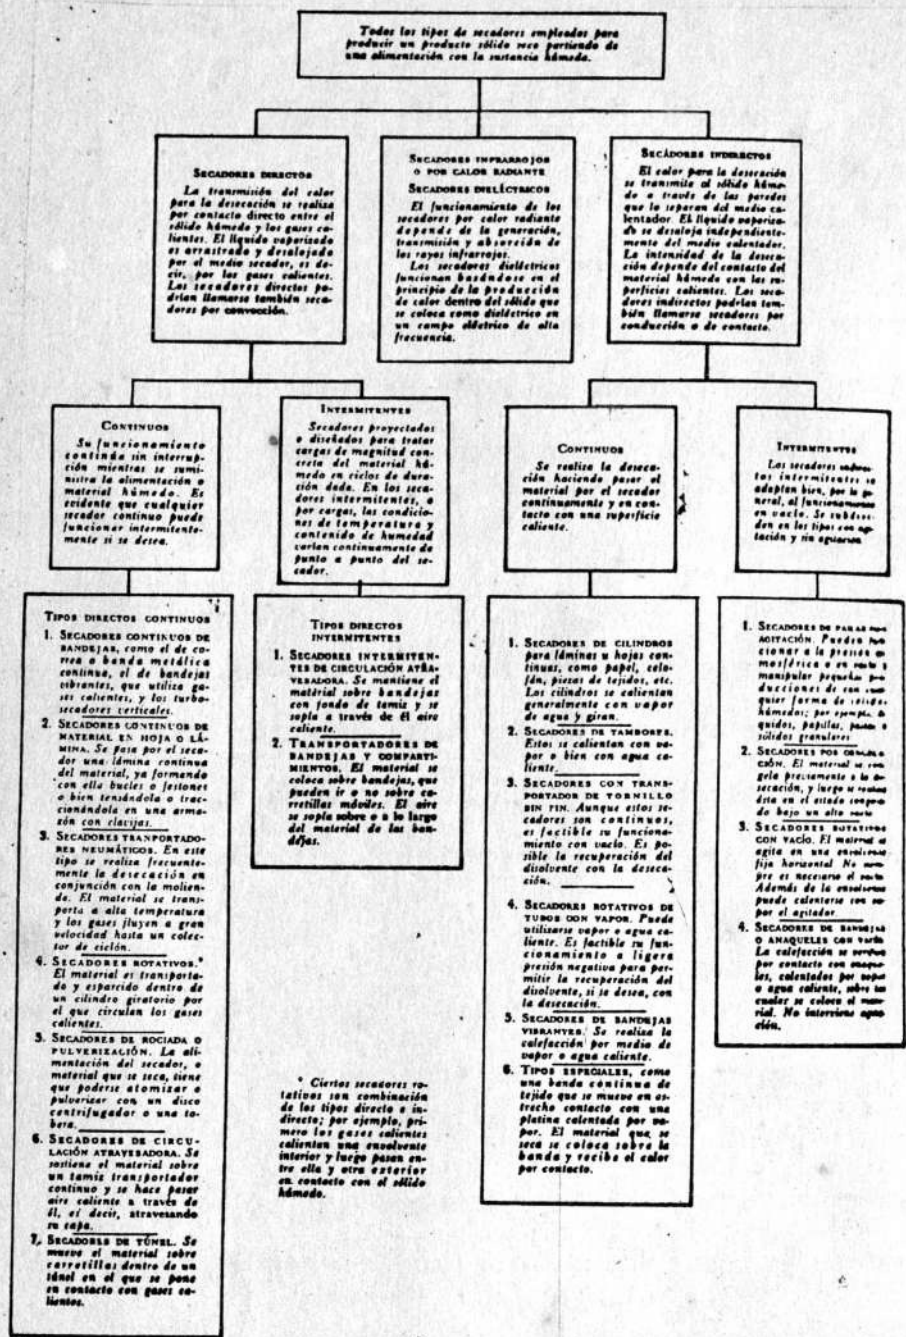 Todos los tipos de secadores empleados para
producir un producto sólido seco partiendo de
una alimentación con la sustancia húmeda.
SECADORES DIRECTOS
La transmisión del calor
para la desecación se realiza
por contacto directo entre el
sólido húmedo y los gases ca-
lientes. El líquido vaporizado
es arrastrado y desalojado
por el medio secador, es de-
cir, por los gases calientes.
Los secadores directos po-
drían llamarse también seca-
dores por convección.
SECADORES INFRARROJOS
O POR CALOR RADIANTE
SECADORES DIELÉCTRICOS
El funcionamiento de los
secadores por calor radiante
depende de la generación,
transmisión y absorción de
los rayos infrarrojos.
Los secadores dieléctricos
funcionan basándose en el
principio de la producción
de calor dentro del sólido que
se coloca como dieléctrico en
un campo eléctrico de alta
frecuencia.
SECADORES INDIRECTOS
El calor para la desecación
se transmite al sólido húme-
do a través de las paredes
que lo separan del medio ca-
lentador. El líquido vaporiza-
do se desaloja independiente-
mente del medio calentador.
La intensidad de la deseca-
ción depende del contacto del
material húmedo con las su-
perficies calientes. Los seca-
dores indirectos podrían tam-
bién llamarse secadores por
conducción o de contacto.
CONTINUOS
Su funcionamiento
continúa sin interrup-
ción mientras se sumi-
nistra la alimentación o
material húmedo. Es
evidente que cualquier
secador continuo puede
funcionar intermitente-
mente si se desea.
INTERMITENTES
Secadores proyectados
o diseñados para tratar
cargas de magnitud con-
creta del material hú-
medo en ciclos de dura-
ción dada. En los se-
cadores intermitentes, o
por cargas, las condicio-
nes de temperatura y
contenido de humedad
varían continuamente de
punto a punto del se-
cador.
CONTINUOS
Se realiza la deseca-
ción haciendo pasar el
material por el secador
continuamente y en con-
tacto con una superficie
caliente.
INTERMITENTES
Los secadores indirec-
tos intermitentes se
adaptan bien, por lo ge-
neral, al funcionamiento
en vacío. Se subdivi-
den en los tipos con agi-
tación y sin agitación
TIPOS DIRECTOS CONTINUOS
1. SECADORES CONTINUOS DE
BANDEJAS, como el de co-
rrea o banda metálica
continua, el de bandejas
vibrantes, que utiliza ga-
ses calientes, y los turbo-
secadores verticales.
2. SECADORES CONTINUOS DE
MATERIAL EN HOJA O LÁ-
MINA. Se pasa por el seca-
dor una lámina continua
del material, ya formando
con ella bucles o festones
o bien tensándola o trac-
cionándola en una arma-
zón con clavijas.
3. SECADORES TRANPORTADO-
RES NEUMÁTICOS. En este
tipo se realiza frecuente-
mente la desecación en
conjunción con la molien-
da. El material se trans-
porta a alta temperatura
y los gases fluyen a gran
velocidad hasta un colec-
tor de ciclón.
4. SECADORES ROTATIVOS.*
El material es transporta-
do y esparcido dentro de
un cilindro giratorio por
el que circulan los gases
calientes.
5. SECADORES DE ROCIADA O
PULVERIZACIÓN. La ali-
mentación del secador, o
material que se seca, tiene
que poderse atomizar o
pulverizar con un disco
centrifugador o una to-
bera.
6. SECADORES DE CIRCU-
LACIÓN ATRAVESADORA. Se
sostiene el material sobre
un tamiz transportador
continuo y se hace pasar
aire caliente a través de
él, es decir, atravesando
su capa.
7. SECADORES DE TÚNEL. Se
mueve el material sobre
carretillas dentro de un
túnel en el que se pone
en contacto con gases ca-
lientes.
TIPOS DIRECTOS
INTERMITENTES
1. SECADORES INTERMITEN-
TES DE CIRCULACIÓN ATRA-
VESADORA. Se mantiene el
material sobre bandejas
con fondo de tamiz y se
sopla a través de él aire
caliente.
2. TRANSPORTADORES DE
BANDEJAS Y COMPARTI-
MIENTOS. El material se
coloca sobre bandejas, que
pueden ir o no sobre ca-
rretillas móviles. El aire
se sopla sobre o a lo largo
del material de las ban-
dejas.
* Ciertos secadores ro-
tativos son combinación
de los tipos directo e in-
directo; por ejemplo, pri-
mero los gases calientes
calientan una envolvente
interior y luego pasan en-
tre ella y otra exterior
en contacto con el sólido
húmedo.
1. SECADORES DE CILINDROS
para láminas u hojas con-
tinuas, como papel, celo-
fán, piezas de tejidos, etc.
Los cilindros se calientan
generalmente con vapor
de agua y giran.
2. SECADORES DE TAMBORES.
Estos se calientan con va-
por o bien con agua ca-
liente.
3. SECADORES CON TRANS-
PORTADOR DE TORNILLO
SIN FIN. Aunque estos se-
cadores son continuos,
es factible su funciona-
miento con vacío. Es po-
sible la recuperación del
disolvente con la deseca-
ción.
4. SECADORES ROTATIVOS DE
TUBOS CON VAPOR. Puede
utilizarse vapor o agua ca-
liente. Es factible su fun-
cionamiento a ligera
presión negativa para per-
mitir la recuperación del
disolvente, si se desea, con
la desecación.
5. SECADORES DE BANDEJAS
VIBRANTES. Se realiza la
calefacción por medio de
vapor o agua caliente.
6. TIPOS ESPECIALES, como
una banda continua de
tejido que se mueve en es-
trecho contacto con una
platina calentada por va-
por. El material que se
seca se coloca sobre la
banda y recibe el calor
por contacto.
1. SECADORES DE
AGITACIÓN. Pueden fun-
cionar a la presión at-
mosférica o en vacío y
manipular pequeñas pro-
ducciones de casi cual-
quier forma de
húmedos; por ejemplo, lí-
quidos, papillas, pastas o
sólidos granulares
2. SECADORES POR CONGELA-
CIÓN. El material se con-
gela previamente a la de-
secación, y luego se realiza
ésta en el estado congela-
do bajo un alto vacío
3. SECADORES ROTATIVOS
CON VACÍO. El material se
agita en una envolvente
fija horizontal No siem-
pre es necesario el vacío
Además de la envolvente
puede calentarse con va-
por el agitador.
4. SECADORES DE BANDEJAS
O ANAQUELES CON VACÍO
La calefacción se verifica
por contacto con anaque-
les, calentados por vapor
o agua caliente, sobre los
cuales se coloca el mate-
rial. No interviene agita-
ción.